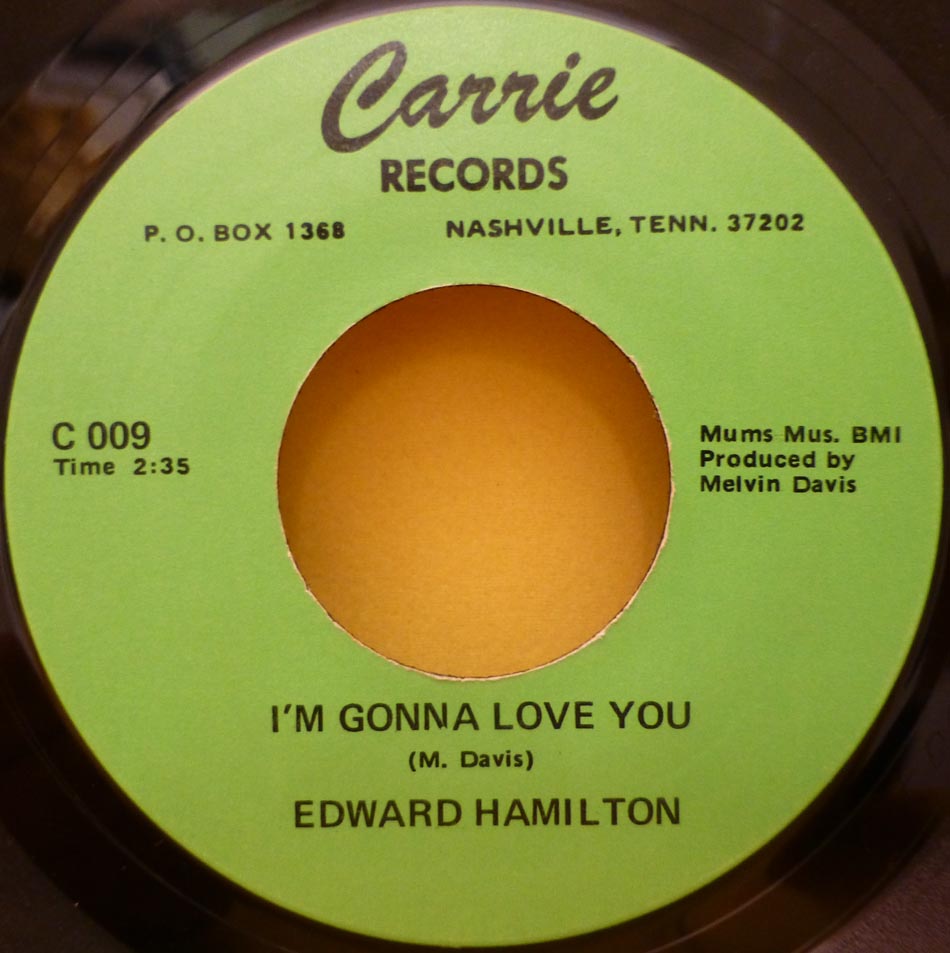 Carrie
RECORDS
P. O. BOX 1368 NASHVILLE, TENN. 37202
C 009
Time 2:35
Mums Mus. BMI
Produced by
Melvin Davis
I'M GONNA LOVE YOU
(M. Davis)
EDWARD HAMILTON